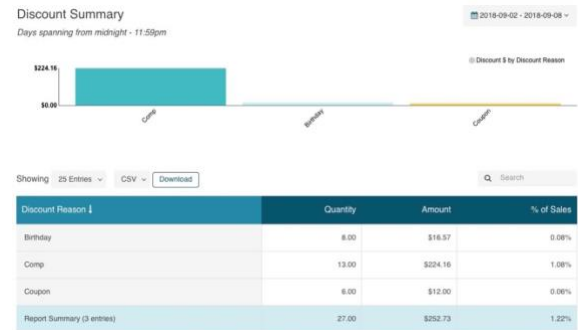 Discount Summary
2018-09-02 - 2018-09-08
Days spanning from midnight - 11:59pm
Discount $ by Discount Reason
$224.16
$0.00
Comp
Birthday
Coupon
Showing 25 Entries CSV Download
Search
Discount Reason Quantity Amount % of Sales
Birthday 8.00 $16.57 0.08%
Comp 13.00 $224.16 1.08%
Coupon 6.00 $12.00 0.06%
Report Summary (3 entries) 27.00 $252.73 1.22%